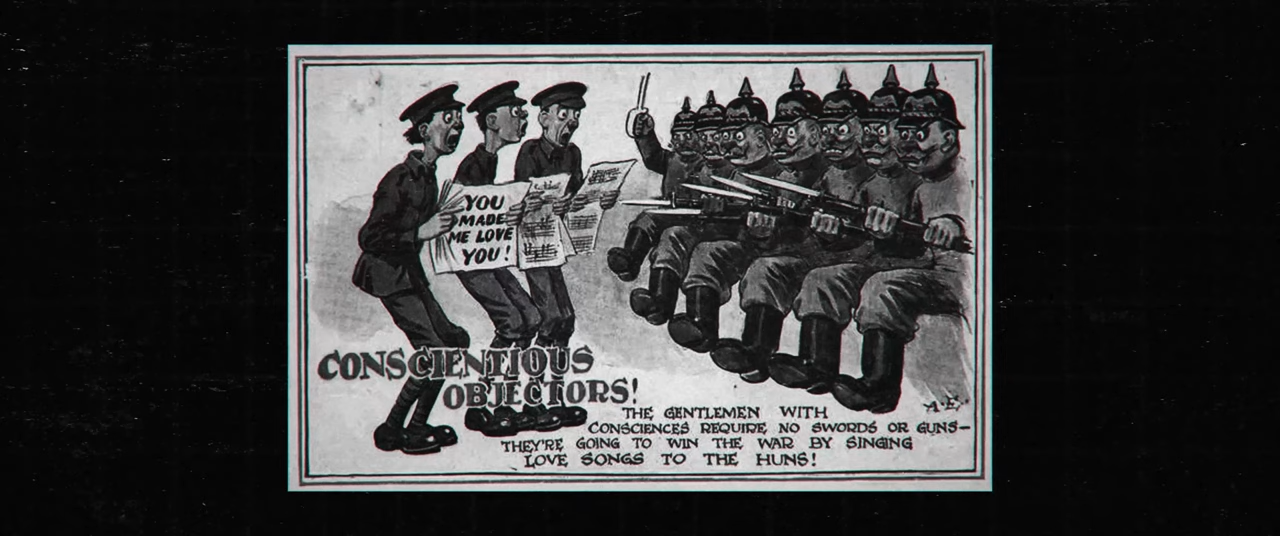 YOU
MADE
ME LOVE
YOU!
CONSCIENTIOUS
OBJECTORS!
A.E.
THE GENTLEMEN WITH
CONSCIENCES REQUIRE NO SWORDS OR GUNS—
THEY'RE GOING TO WIN THE WAR BY SINGING
LOVE SONGS TO THE HUNS!